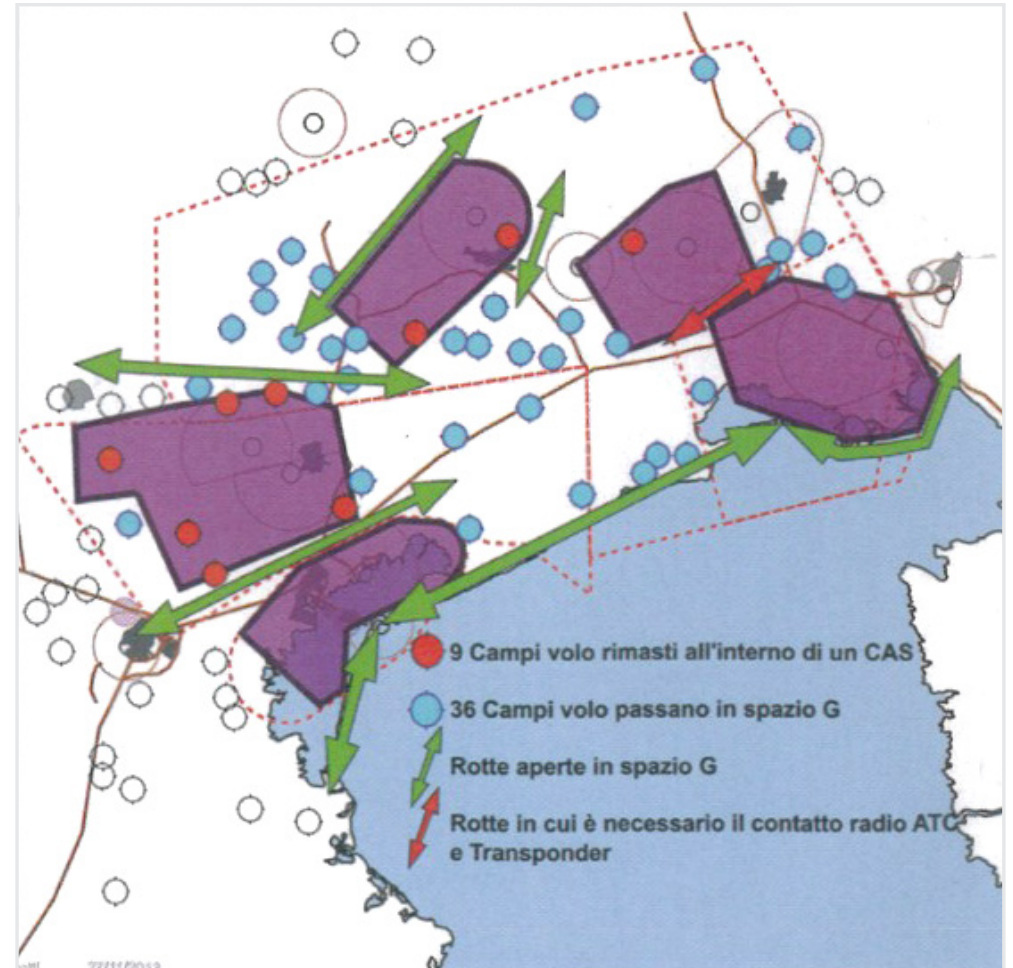 9 Campi volo rimasti all'interno di un CAS
36 Campi volo passano in spazio G
Rotte aperte in spazio G
Rotte in cui è necessario il contatto radio ATC
e Transponder